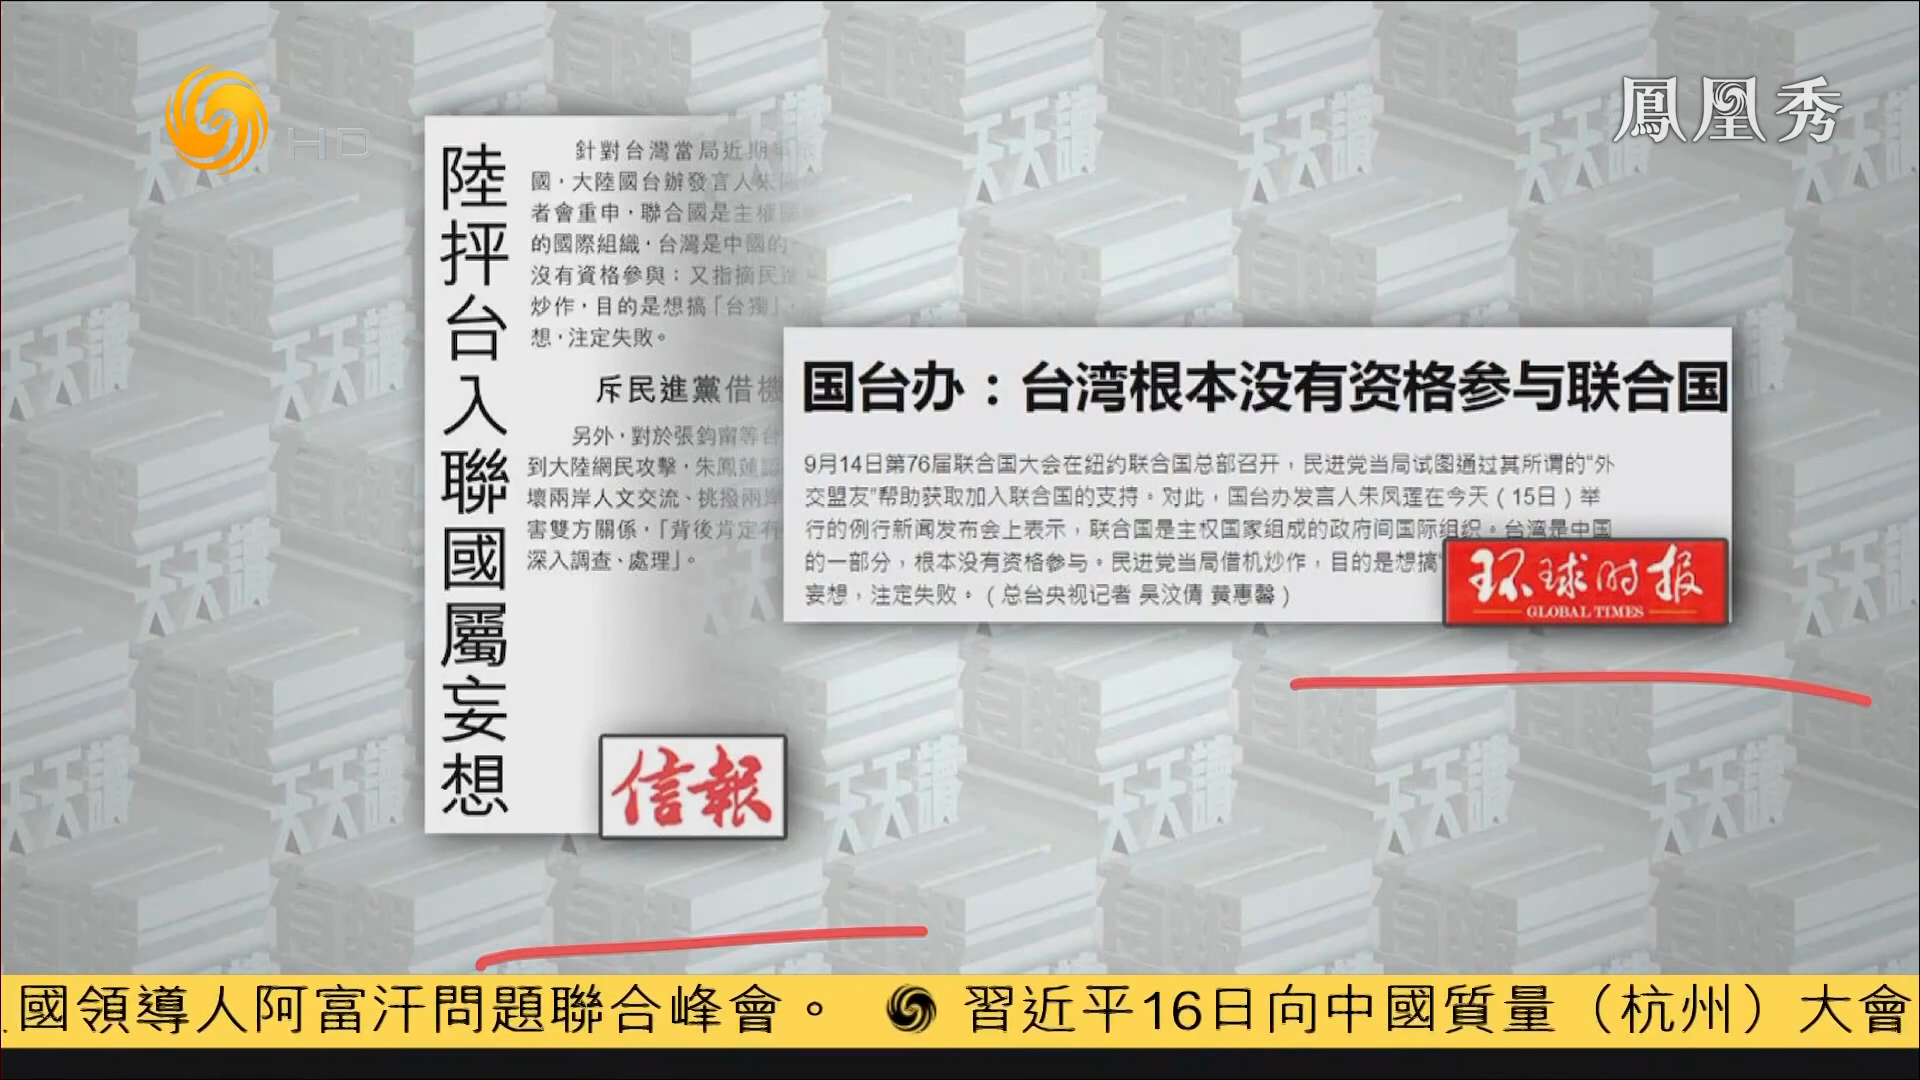 HD
鳳凰秀
陸抨台入聯國屬妄想
針對台灣當局近期
國，大陸國台辦發言人朱
者會重申，聯合國是主權
的國際組織，台灣是中國的
沒有資格參與；又指摘民進
炒作，目的是想搞「台獨」，
想，注定失敗。
斥民進黨借機
另外，對於張鈞甯等台
到大陸網民攻擊，朱鳳蓮
壞兩岸人文交流、挑撥兩岸
害雙方關係，「背後肯定有
深入調查、處理」。
信報
国台办：台湾根本没有资格参与联合国
9月14日第76届联合国大会在纽约联合国总部召开，民进党当局试图通过其所谓的“外
交盟友”帮助获取加入联合国的支持。对此，国台办发言人朱凤莲在今天（15日）举
行的例行新闻发布会上表示，联合国是主权国家组成的政府间国际组织。台湾是中国
的一部分，根本没有资格参与。民进党当局借机炒作，目的是想搞
妄想，注定失败。（总台央视记者 吴汶倩 黄惠馨）
环球时报
GLOBAL TIMES
國領導人阿富汗問題聯合峰會。 習近平16日向中國質量（杭州）大會
天天讀